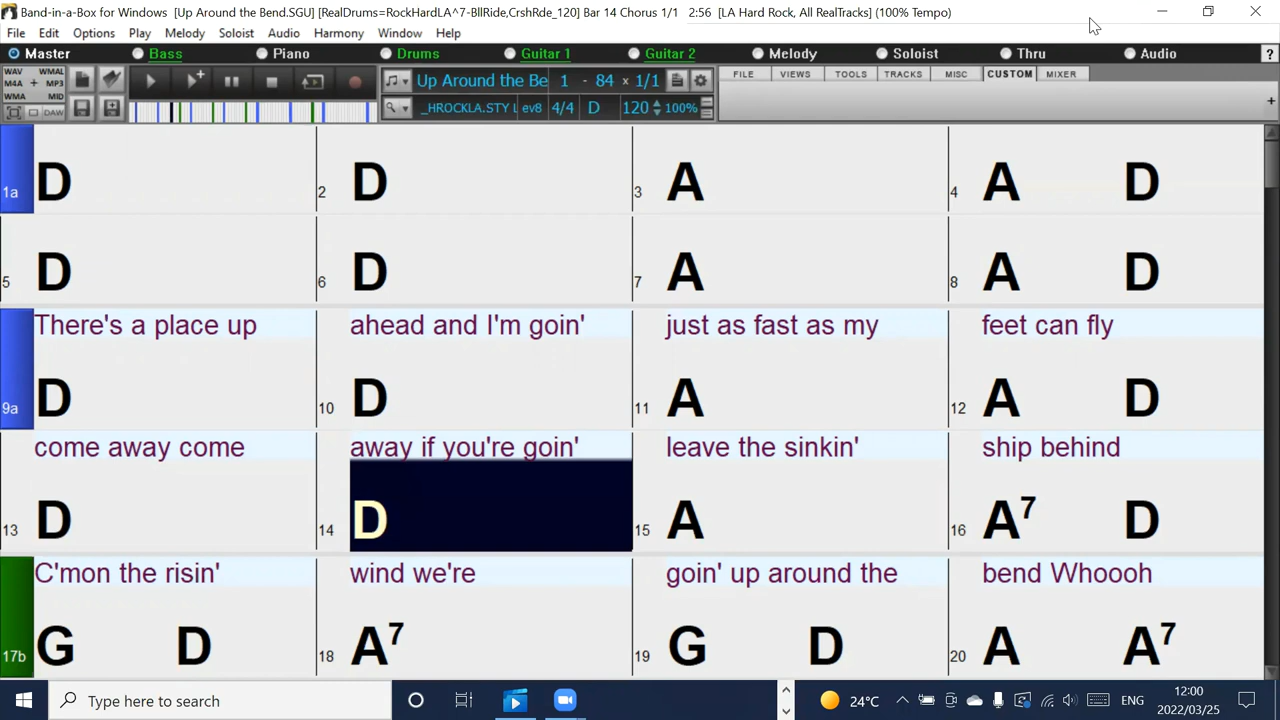 Band-in-a-Box for Windows [Up Around the Bend.SGU] [RealDrums=RockHardLA^7-BllRide,CrshRde_120] Bar 14 Chorus 1/1 2:57 [LA Hard Rock, All RealTracks] (100% Tempo)
File Edit Options Play Melody Soloist Audio Harmony Window Help
Master Bass Piano Drums Guitar 1 Guitar 2 Melody Soloist Thru Audio ?
WAV WMAL
M4A + MP3
WMA MID
DAW
Up Around the Be 1 - 84 x 1/1
_HROCKLA.STY L ev8 4/4 D 120 100%
FILE VIEWS TOOLS TRACKS MISC CUSTOM MIXER
+
1a D 2 D 3 A 4 A D
5 D 6 D 7 A 8 A D
There's a place up ahead and I'm goin' just as fast as my feet can fly
9a D 10 D 11 A 12 A D
come away come away if you're goin' leave the sinkin' ship behind
13 D 14 D 15 A 16 A7 D
C'mon the risin' wind we're goin' up around the bend Whoooh
17b G D 18 A7 19 G D 20 A A7
Type here to search 24°C ENG 12:00
2022/03/25